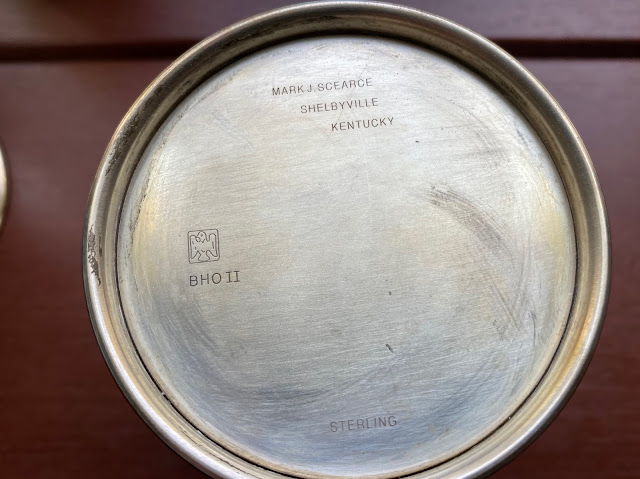 MARK J. SCEARCE
SHELBYVILLE
KENTUCKY
BHO II
STERLING